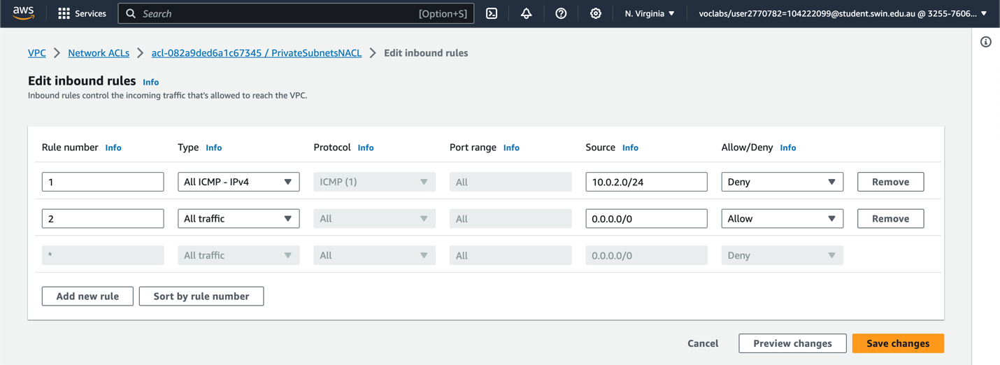 aws Services Search [Option+S] N. Virginia voclabs/user2770782=104222099@student.swin.edu.au @ 3255-7606...
VPC Network ACLs acl-082a9ded6a1c67345 / PrivateSubnetsNACL Edit inbound rules
Edit inbound rules Info
Inbound rules control the incoming traffic that's allowed to reach the VPC.
Rule number Info Type Info Protocol Info Port range Info Source Info Allow/Deny Info
1 All ICMP - IPv4 ICMP (1) All 10.0.2.0/24 Deny Remove
2 All traffic All All 0.0.0.0/0 Allow Remove
* All traffic All All 0.0.0.0/0 Deny
Add new rule Sort by rule number
Cancel Preview changes Save changes